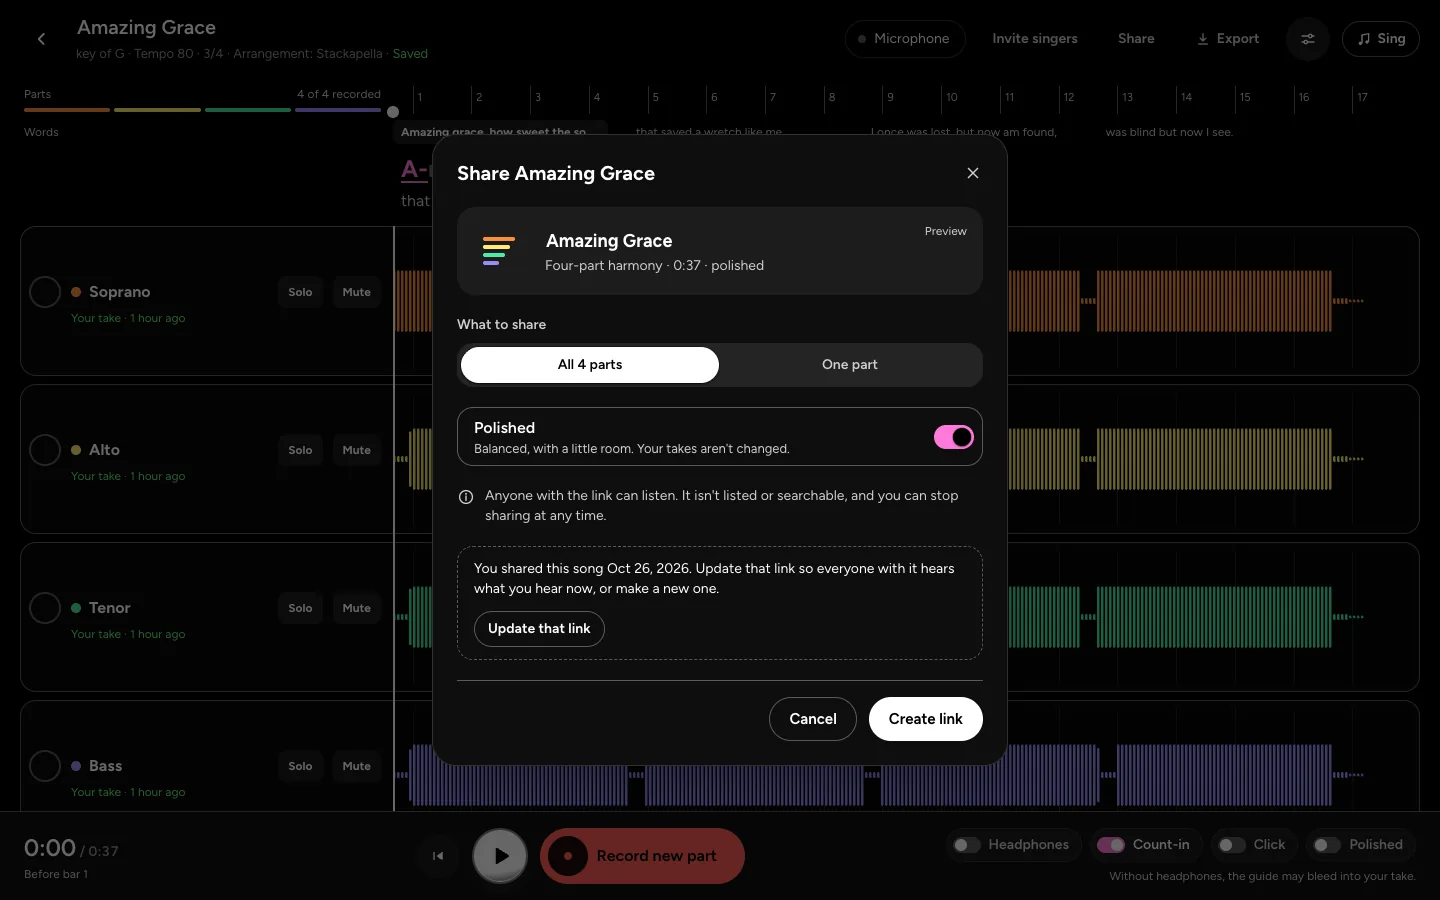 Amazing Grace
key of G · Tempo 80 · 3/4 · Arrangement: Stackapella · Saved
Microphone
Invite singers
Share
Export
Sing
Parts
4 of 4 recorded
1 2 3 4 5 6 7 8 9 10 11 12 13 14 15 16 17
Words
Amazing grace, how sweet the so
that saved a wretch like me
I once was lost, but now am found,
was blind but now I see.
A-
that
Share Amazing Grace
Amazing Grace
Preview
Four-part harmony · 0:37 · polished
What to share
All 4 parts
One part
Polished
Balanced, with a little room. Your takes aren't changed.
Anyone with the link can listen. It isn't listed or searchable, and you can stop
sharing at any time.
You shared this song Oct 26, 2026. Update that link so everyone with it hears
what you hear now, or make a new one.
Update that link
Cancel
Create link
Soprano
Solo
Mute
Your take · 1 hour ago
Alto
Solo
Mute
Your take · 1 hour ago
Tenor
Solo
Mute
Your take · 1 hour ago
Bass
Solo
Mute
Your take · 1 hour ago
0:00 / 0:37
Before bar 1
Record new part
Headphones
Count-in
Click
Polished
Without headphones, the guide may bleed into your take.